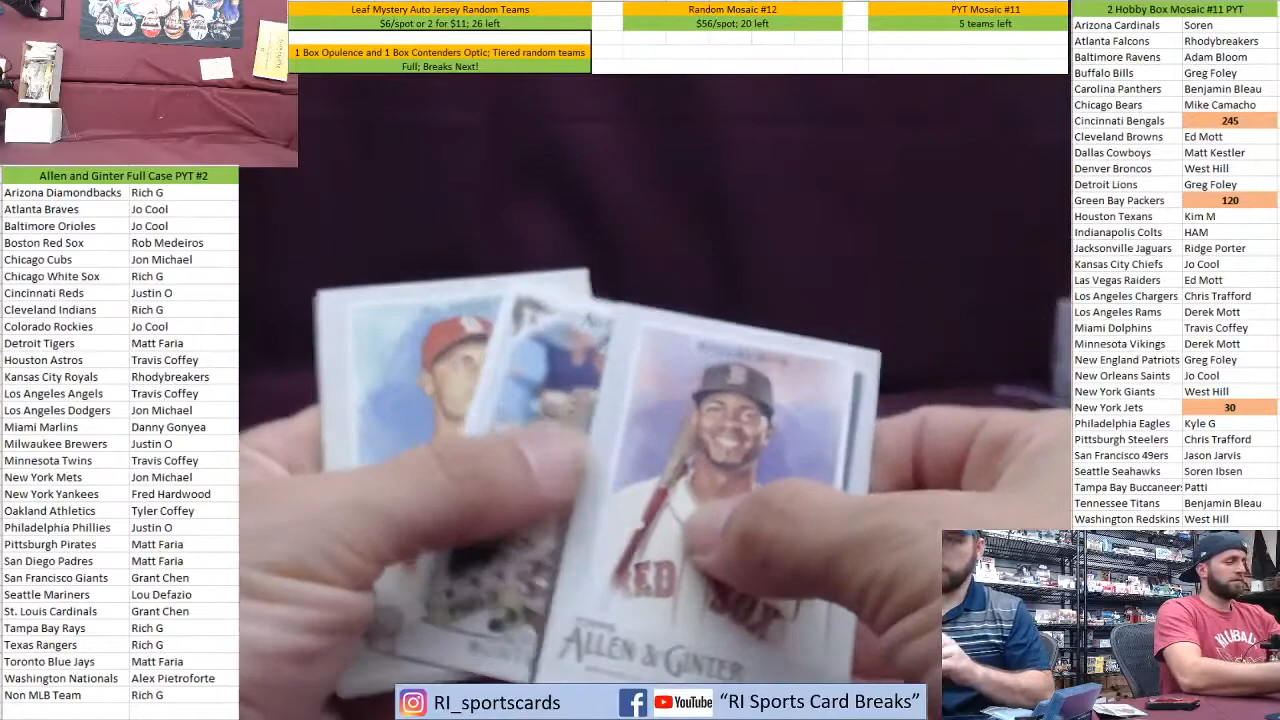 Leaf Mystery Auto Jersey Random Teams
$6/spot or 2 for $11; 26 left
1 Box Opulence and 1 Box Contenders Optic; Tiered random teams
Full; Breaks Next!
Random Mosaic #12
$56/spot; 20 left
PYT Mosaic #11
5 teams left
2 Hobby Box Mosaic #11 PYT
Arizona Cardinals Soren
Atlanta Falcons Rhodybreakers
Baltimore Ravens Adam Bloom
Buffalo Bills Greg Foley
Carolina Panthers Benjamin Bleau
Chicago Bears Mike Camacho
Cincinnati Bengals 245
Cleveland Browns Ed Mott
Dallas Cowboys Matt Kestler
Denver Broncos West Hill
Detroit Lions Greg Foley
Green Bay Packers 120
Houston Texans Kim M
Indianapolis Colts HAM
Jacksonville Jaguars Ridge Porter
Kansas City Chiefs Jo Cool
Las Vegas Raiders Ed Mott
Los Angeles Chargers Chris Trafford
Los Angeles Rams Derek Mott
Miami Dolphins Travis Coffey
Minnesota Vikings Derek Mott
New England Patriots Greg Foley
New Orleans Saints Jo Cool
New York Giants West Hill
New York Jets 30
Philadelphia Eagles Kyle G
Pittsburgh Steelers Chris Trafford
San Francisco 49ers Jason Jarvis
Seattle Seahawks Soren Ibsen
Tampa Bay Buccaneers Patti
Tennessee Titans Benjamin Bleau
Washington Redskins West Hill
Allen and Ginter Full Case PYT #2
Arizona Diamondbacks Rich G
Atlanta Braves Jo Cool
Baltimore Orioles Jo Cool
Boston Red Sox Rob Medeiros
Chicago Cubs Jon Michael
Chicago White Sox Rich G
Cincinnati Reds Justin O
Cleveland Indians Rich G
Colorado Rockies Jo Cool
Detroit Tigers Matt Faria
Houston Astros Travis Coffey
Kansas City Royals Rhodybreakers
Los Angeles Angels Travis Coffey
Los Angeles Dodgers Jon Michael
Miami Marlins Danny Gonyea
Milwaukee Brewers Justin O
Minnesota Twins Travis Coffey
New York Mets Jon Michael
New York Yankees Fred Hardwood
Oakland Athletics Tyler Coffey
Philadelphia Phillies Justin O
Pittsburgh Pirates Matt Faria
San Diego Padres Matt Faria
San Francisco Giants Grant Chen
Seattle Mariners Lou Defazio
St. Louis Cardinals Grant Chen
Tampa Bay Rays Rich G
Texas Rangers Rich G
Toronto Blue Jays Matt Faria
Washington Nationals Alex Pietroforte
Non MLB Team Rich G
RED SOX
ALLEN & GINTER
RI_sportscards
YouTube
"RI Sports Card Breaks"